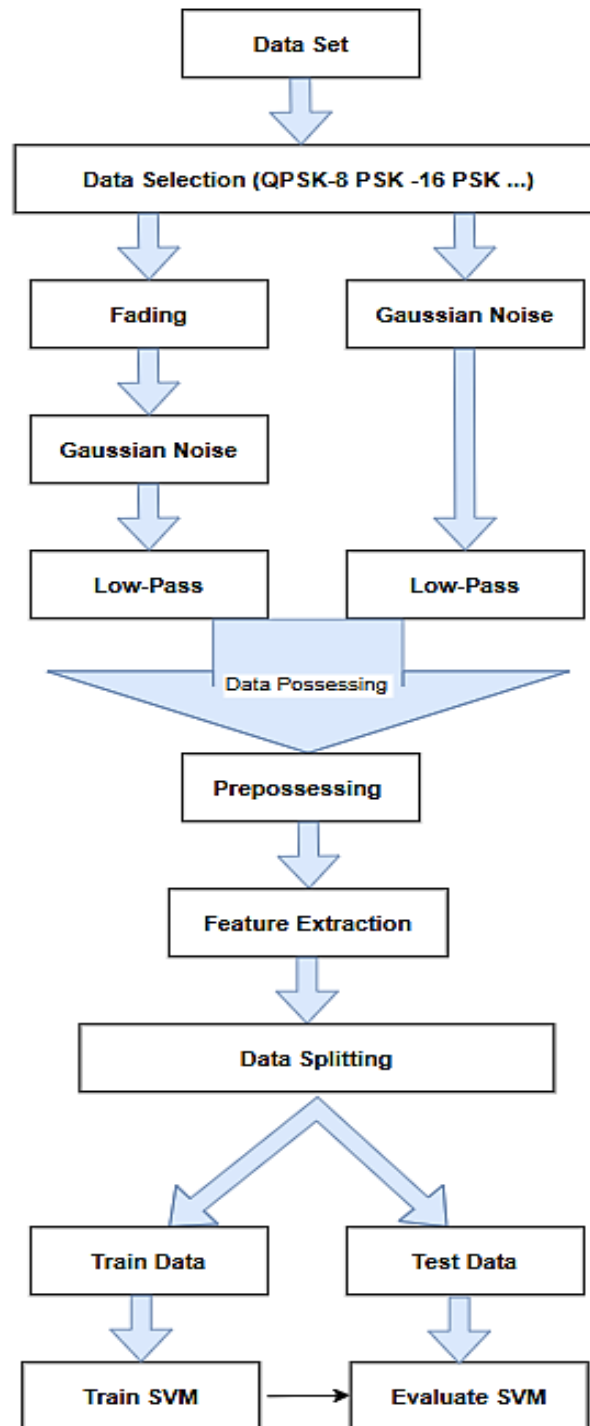 Data Set
Data Selection (QPSK-8 PSK -16 PSK ...)
Fading
Gaussian Noise
Gaussian Noise
Low-Pass
Low-Pass
Data Possessing
Prepossessing
Feature Extraction
Data Splitting
Train Data
Test Data
Train SVM
Evaluate SVM